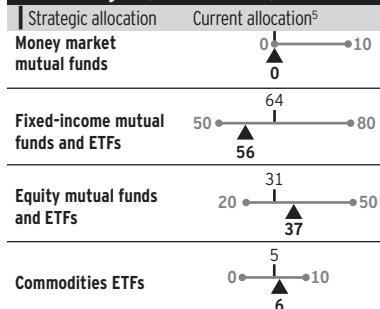 Strategic allocation Current allocation5
Money market
mutual funds
0 10
0
64
Fixed-income mutual
funds and ETFs
50 80
56
31
Equity mutual funds
and ETFs
20 50
37
5
Commodities ETFs
0 10
6